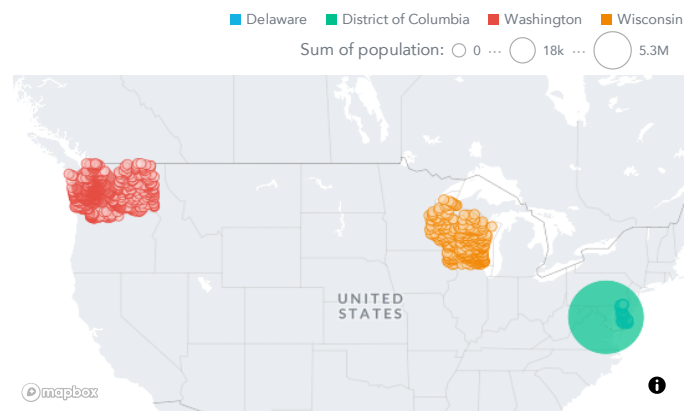 Delaware District of Columbia Washington Wisconsin
Sum of population: 0 ... 18k ... 5.3M
UNITED
STATES
mapbox
i